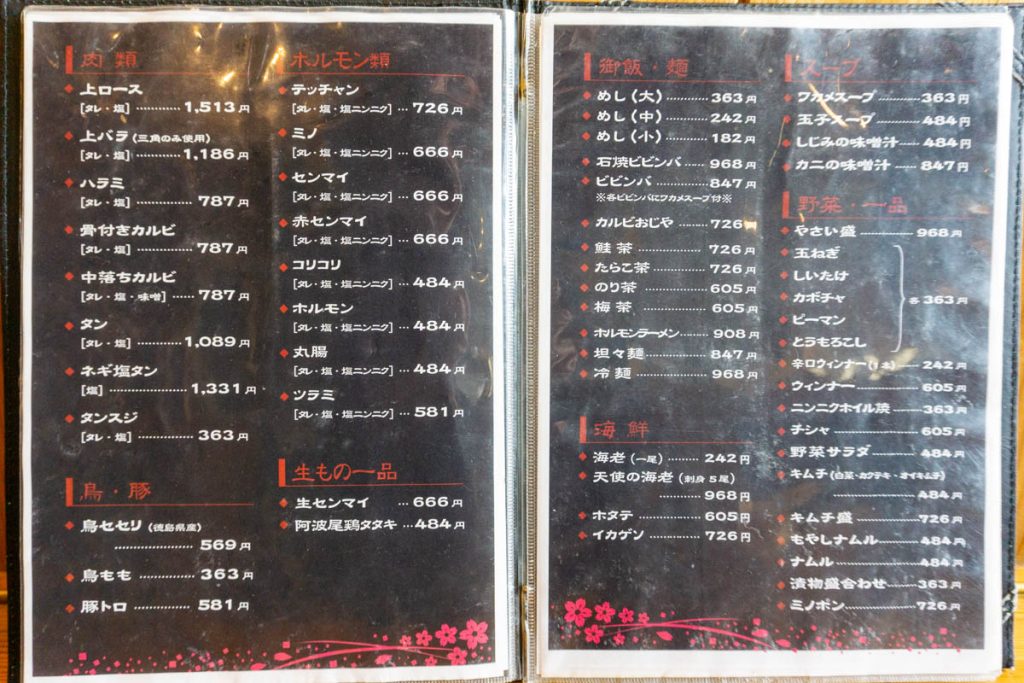 肉類
上ロース
[タレ・塩] 1,513円
上バラ(三角のみ使用)
[タレ・塩] 1,186円
ハラミ
[タレ・塩] 787円
骨付きカルビ
[タレ・塩] 787円
中落ちカルビ
[タレ・塩・味噌] 787円
タン
[タレ・塩] 1,089円
ネギ塩タン
[塩] 1,331円
タンスジ
[タレ・塩] 363円
鳥・豚
鳥セセリ(徳島県産)
569円
鳥もも 363円
豚トロ 581円
ホルモン類
テッチャン
[タレ・塩・塩ニンニク] 726円
ミノ
[タレ・塩・塩ニンニク] 666円
センマイ
[タレ・塩・塩ニンニク] 666円
赤センマイ
[タレ・塩・塩ニンニク] 666円
コリコリ
[タレ・塩・塩ニンニク] 484円
ホルモン
[タレ・塩・塩ニンニク] 484円
丸腸
[タレ・塩・塩ニンニク] 484円
ツラミ
[タレ・塩・塩ニンニク] 581円
生もの一品
生センマイ 666円
阿波尾鶏タタキ 484円
御飯・麺
めし(大) 363円
めし(中) 242円
めし(小) 182円
石焼ビビンバ 968円
ビビンバ 847円
※各ビビンバにワカメスープ付※
カルビおじや 726円
鮭茶 726円
たらこ茶 726円
のり茶 605円
梅茶 605円
ホルモンラーメン 908円
坦々麺 847円
冷麺 968円
海鮮
海老(一尾) 242円
天使の海老(刺身5尾)
968円
ホタテ 605円
イカゲン 726円
スープ
ワカメスープ 363円
玉子スープ 484円
しじみの味噌汁 484円
カニの味噌汁 847円
野菜・一品
やさい盛 968円
玉ねぎ
しいたけ
カボチャ 各363円
ピーマン
とうもろこし
辛口ウィンナー(1本) 242円
ウィンナー 605円
ニンニクホイル焼 363円
チシャ 605円
野菜サラダ 484円
キムチ(白菜・カクテキ・オイキムチ)
484円
キムチ盛 726円
もやしナムル 484円
ナムル 484円
漬物盛合わせ 363円
ミノポン 726円